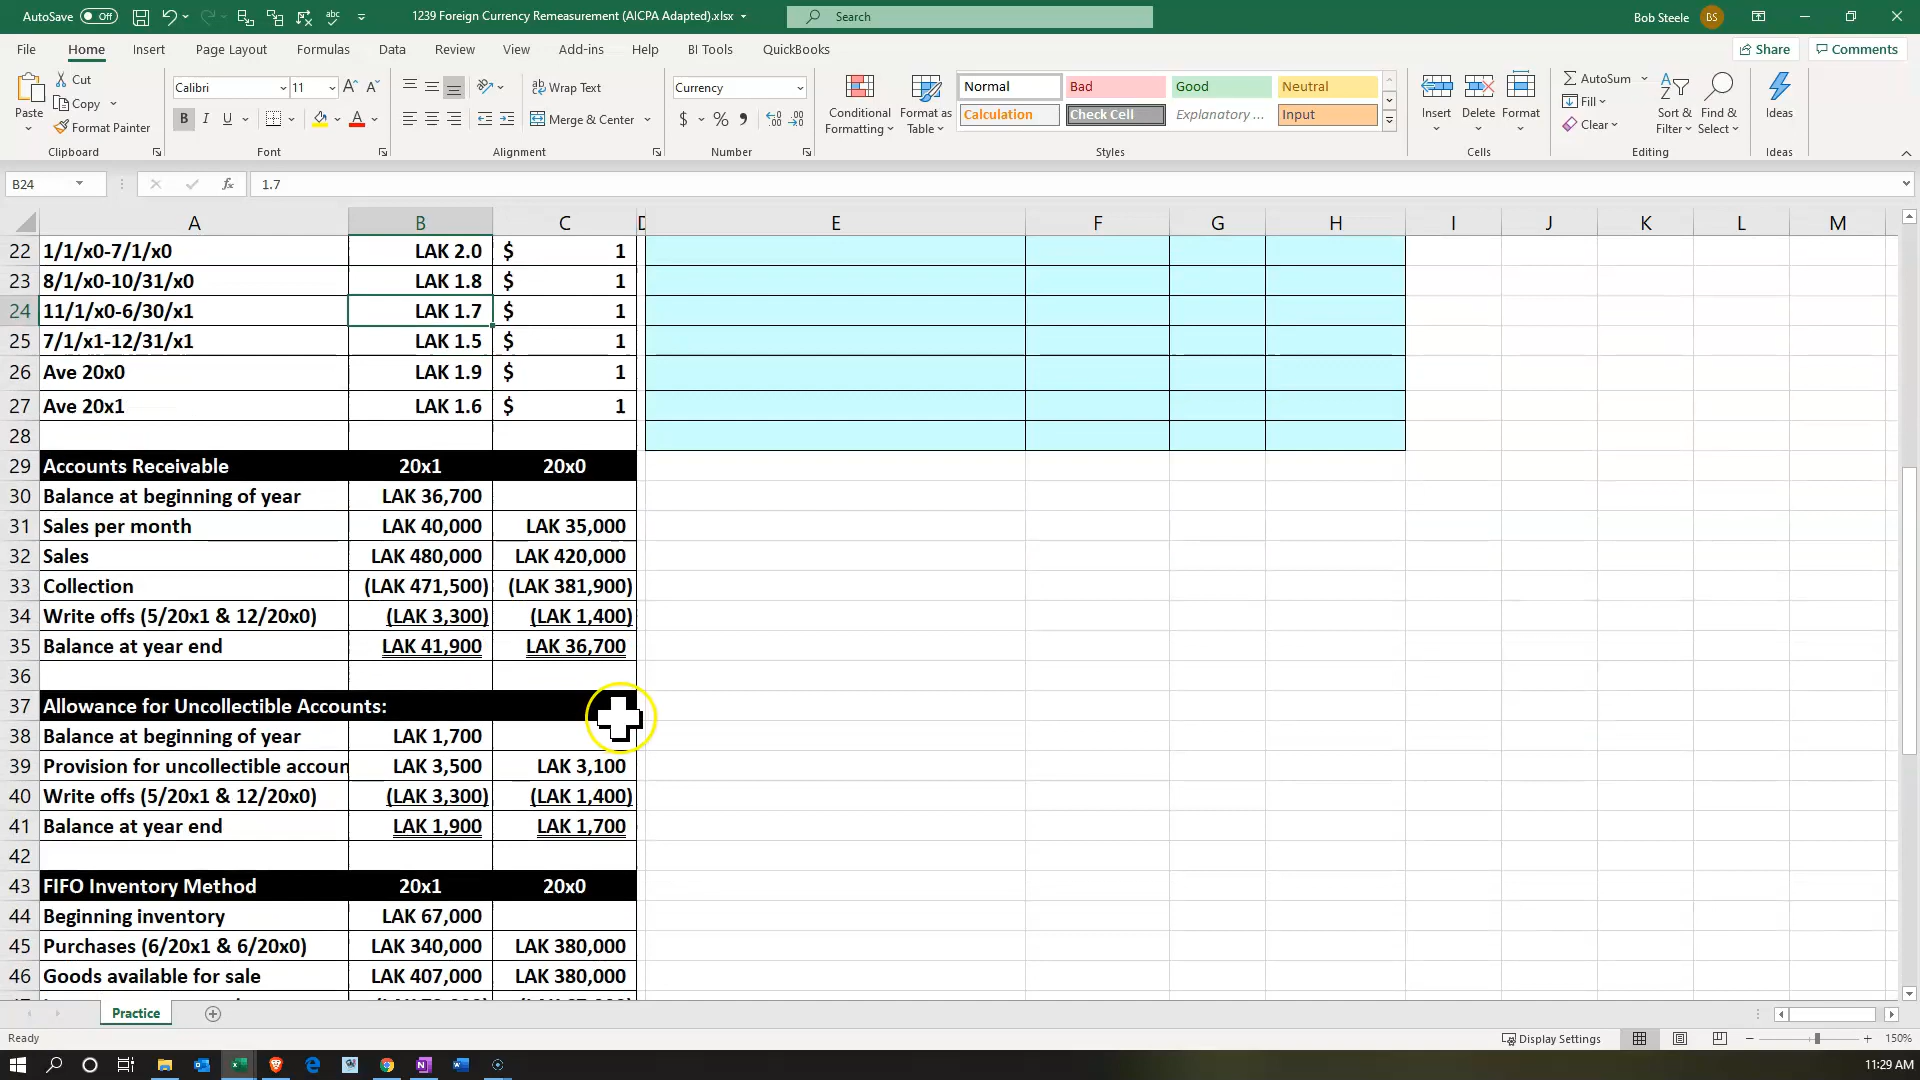 AutoSave Off 1239 Foreign Currency Remeasurement (AICPA Adapted).xlsx Search Bob Steele BS
File Home Insert Page Layout Formulas Data Review View Add-ins Help BI Tools QuickBooks Share Comments
Paste Cut Copy Format Painter Clipboard
Calibri 11 B I U Font
Wrap Text Merge & Center Alignment
Currency $ % Number
Conditional Formatting Format as Table
Normal Bad Good Neutral
Calculation Check Cell Explanatory ... Input
Styles
Insert Delete Format Cells
AutoSum Fill Clear Sort & Filter Find & Select Editing
Ideas Ideas
B24 fx 1.7
A B C D E F G H I J K L M
22 1/1/x0-7/1/x0 LAK 2.0 $ 1
23 8/1/x0-10/31/x0 LAK 1.8 $ 1
24 11/1/x0-6/30/x1 LAK 1.7 $ 1
25 7/1/x1-12/31/x1 LAK 1.5 $ 1
26 Ave 20x0 LAK 1.9 $ 1
27 Ave 20x1 LAK 1.6 $ 1
28
29 Accounts Receivable 20x1 20x0
30 Balance at beginning of year LAK 36,700
31 Sales per month LAK 40,000 LAK 35,000
32 Sales LAK 480,000 LAK 420,000
33 Collection (LAK 471,500) (LAK 381,900)
34 Write offs (5/20x1 & 12/20x0) (LAK 3,300) (LAK 1,400)
35 Balance at year end LAK 41,900 LAK 36,700
36
37 Allowance for Uncollectible Accounts:
38 Balance at beginning of year LAK 1,700
39 Provision for uncollectible accoun LAK 3,500 LAK 3,100
40 Write offs (5/20x1 & 12/20x0) (LAK 3,300) (LAK 1,400)
41 Balance at year end LAK 1,900 LAK 1,700
42
43 FIFO Inventory Method 20x1 20x0
44 Beginning inventory LAK 67,000
45 Purchases (6/20x1 & 6/20x0) LAK 340,000 LAK 380,000
46 Goods available for sale LAK 407,000 LAK 380,000
Practice
Ready Display Settings 150%
11:29 AM